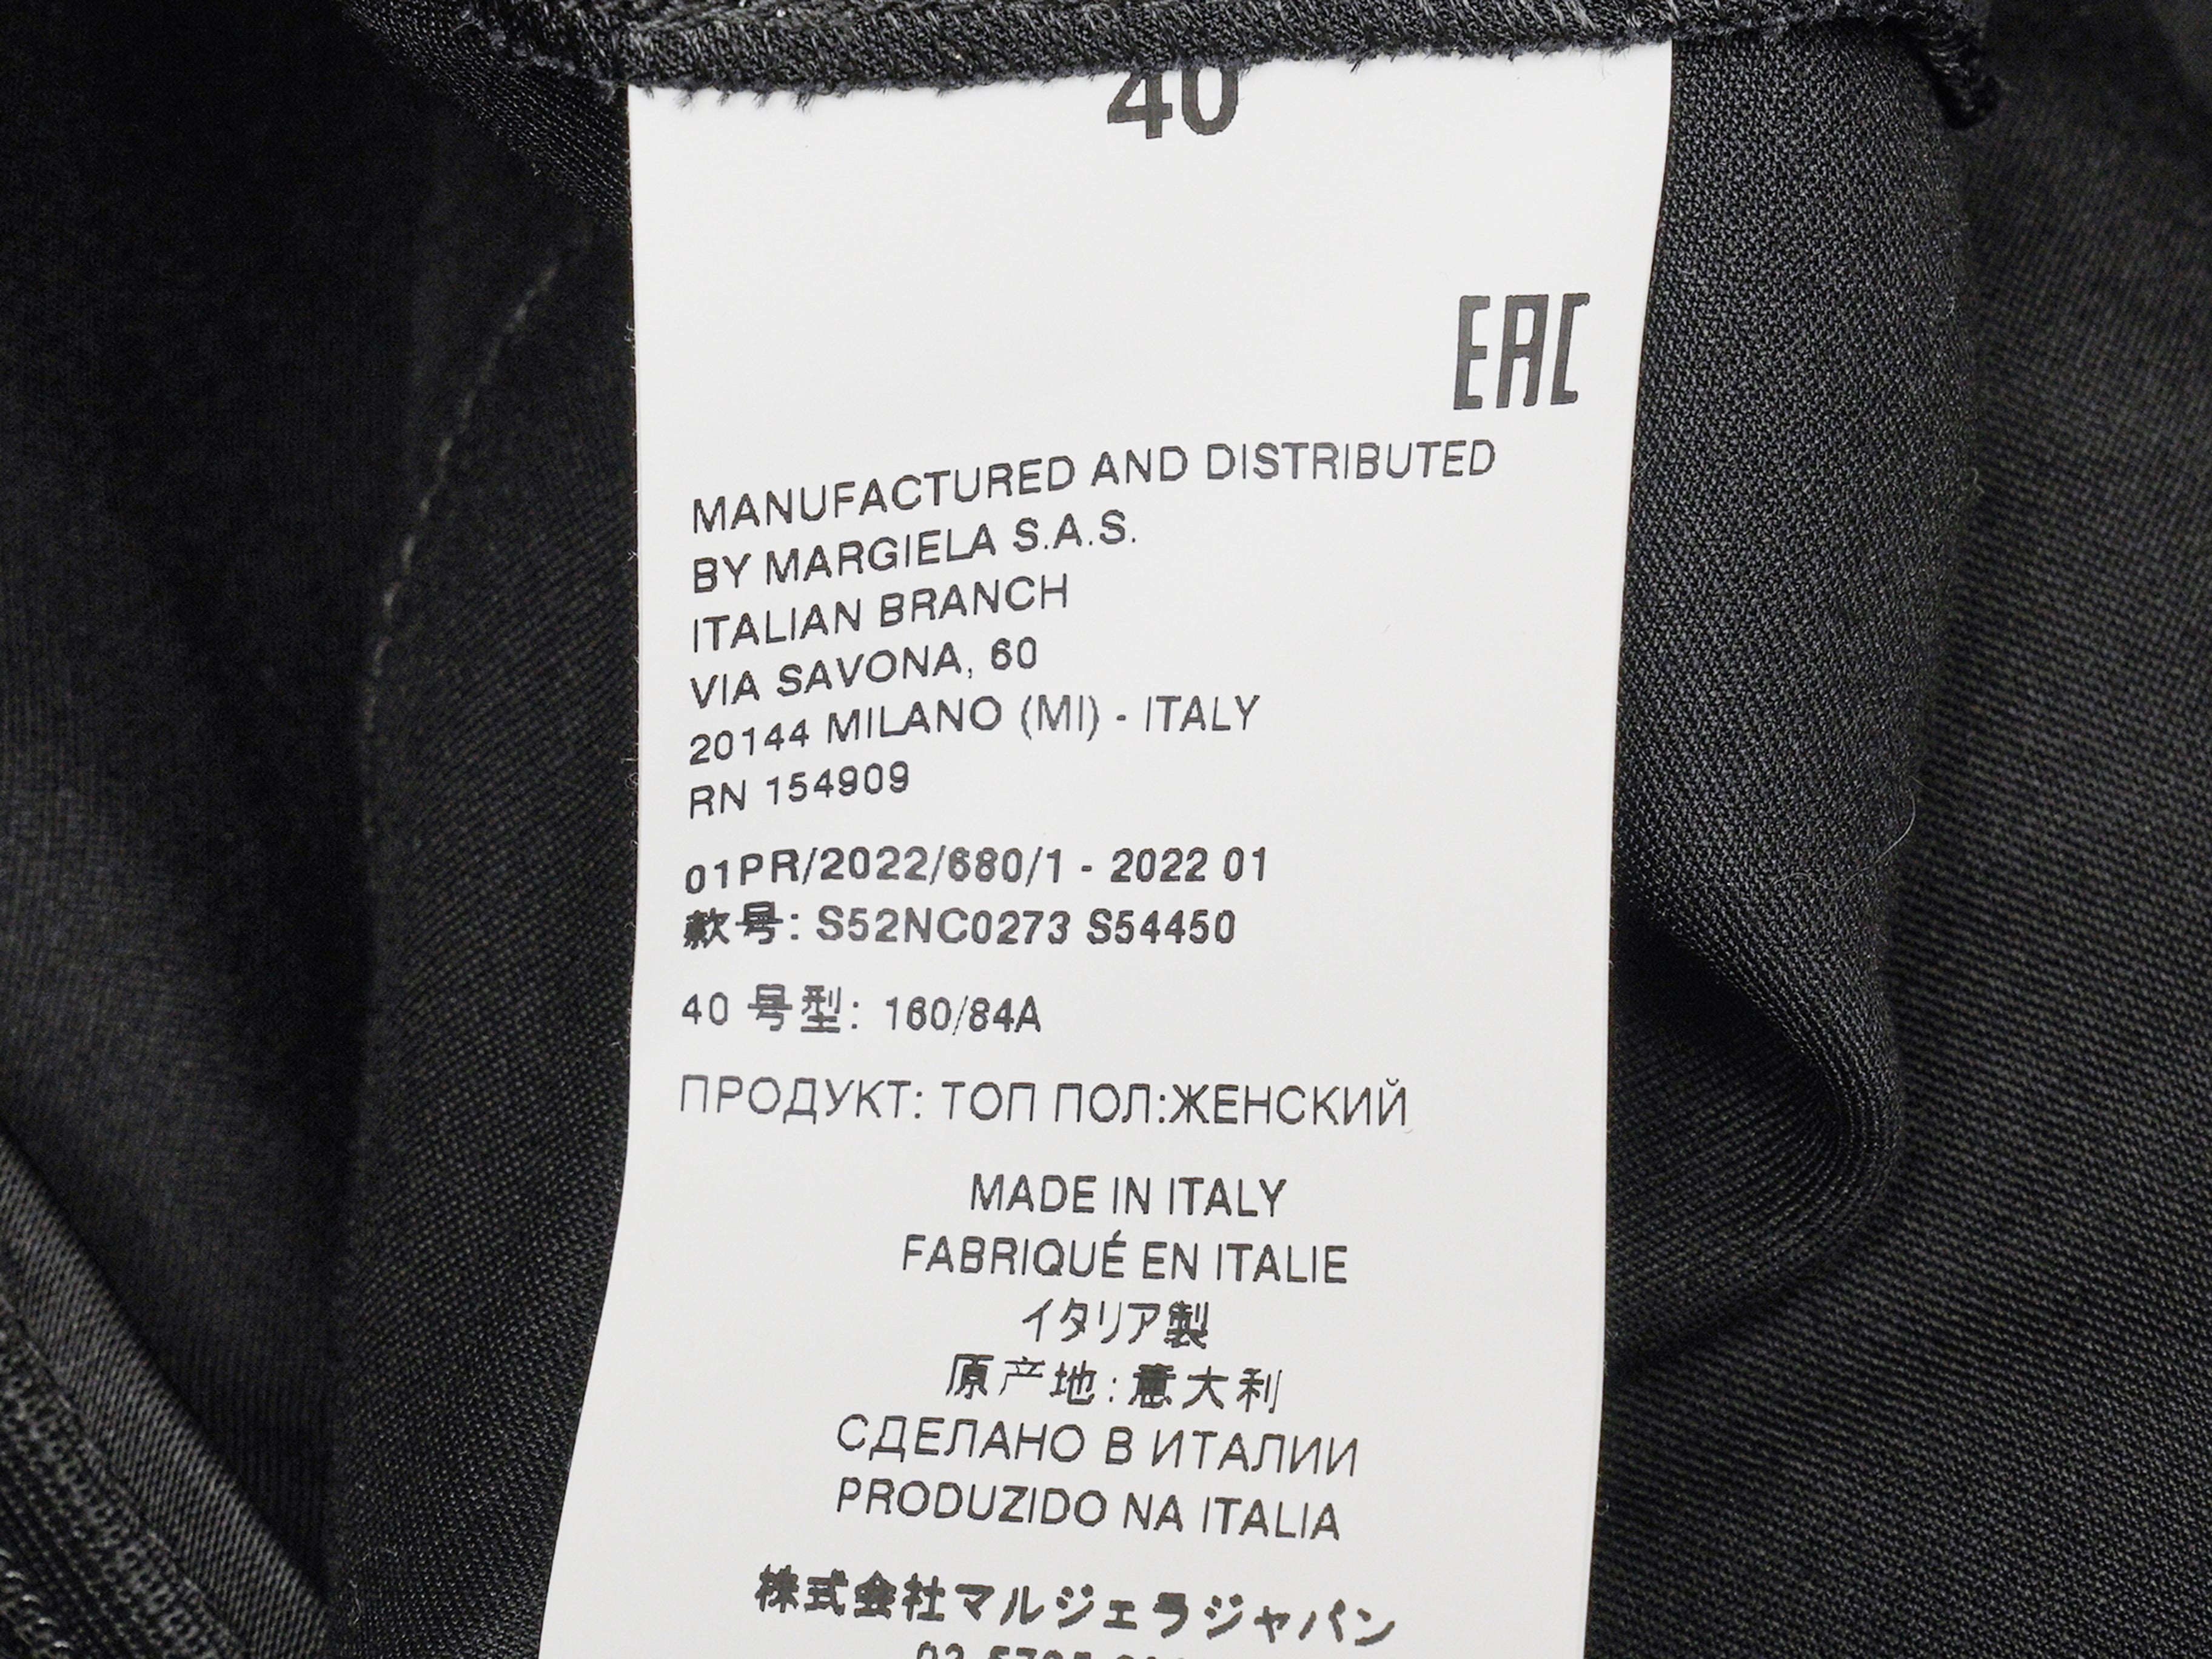 40
EAC
MANUFACTURED AND DISTRIBUTED
BY MARGIELA S.A.S.
ITALIAN BRANCH
VIA SAVONA, 60
20144 MILANO (MI) - ITALY
RN 154909
01PR/2022/680/1 - 2022 01
款号: S52NC0273 S54450
40 号型: 160/84A
ПРОДУКТ: ТОП ПОЛ:ЖЕНСКИЙ
MADE IN ITALY
FABRIQUÉ EN ITALIE
イタリア製
原产地:意大利
СДЕЛАНО В ИТАЛИИ
PRODUZIDO NA ITALIA
株式会社マルジェラジャパン